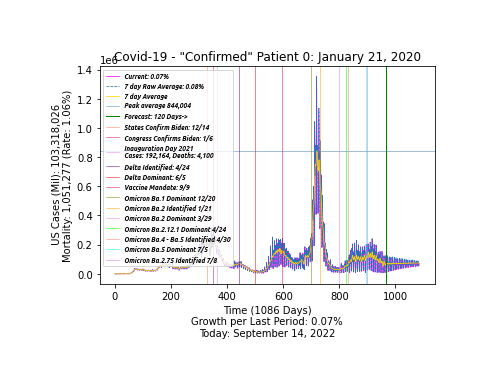 Covid-19 - "Confirmed" Patient 0: January 21, 2020
1e6
1.4
1.2
1.0
0.8
0.6
0.4
0.2
0.0
US Cases (Mil): 103,318,026
Mortality: 1,051,277 (Rate: 1.06%)
Current: 0.07%
7 day Raw Average: 0.08%
7 day Average
Peak average 844,004
Forecast: 120 Days->
States Confirm Biden: 12/14
Congress Confirms Biden: 1/6
Inauguration Day 2021
Cases: 192,164, Deaths: 4,100
Delta Identified: 4/24
Delta Dominant: 6/5
Vaccine Mandate: 9/9
Omicron Ba.1 Dominant 12/20
Omicron Ba.2 Identified 1/21
Omicron Ba.2 Dominant 3/29
Omicron Ba.2.12.1 Dominant 4/24
Omicron Ba.4 - Ba.5 Identified 4/30
Omicron Ba.5 Dominant 7/5
Omicron Ba.2.75 Identified 7/8
0 200 400 600 800 1000
Time (1086 Days)
Growth per Last Period: 0.07%
Today: September 14, 2022